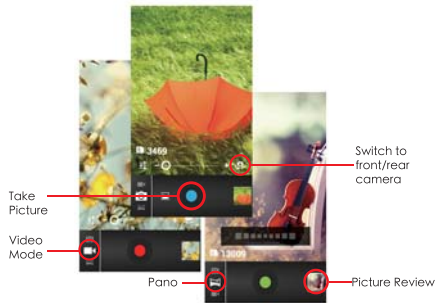 3469
Switch to
front/rear
camera
Take
Picture
Video
Mode
13009
Pano
Picture Review